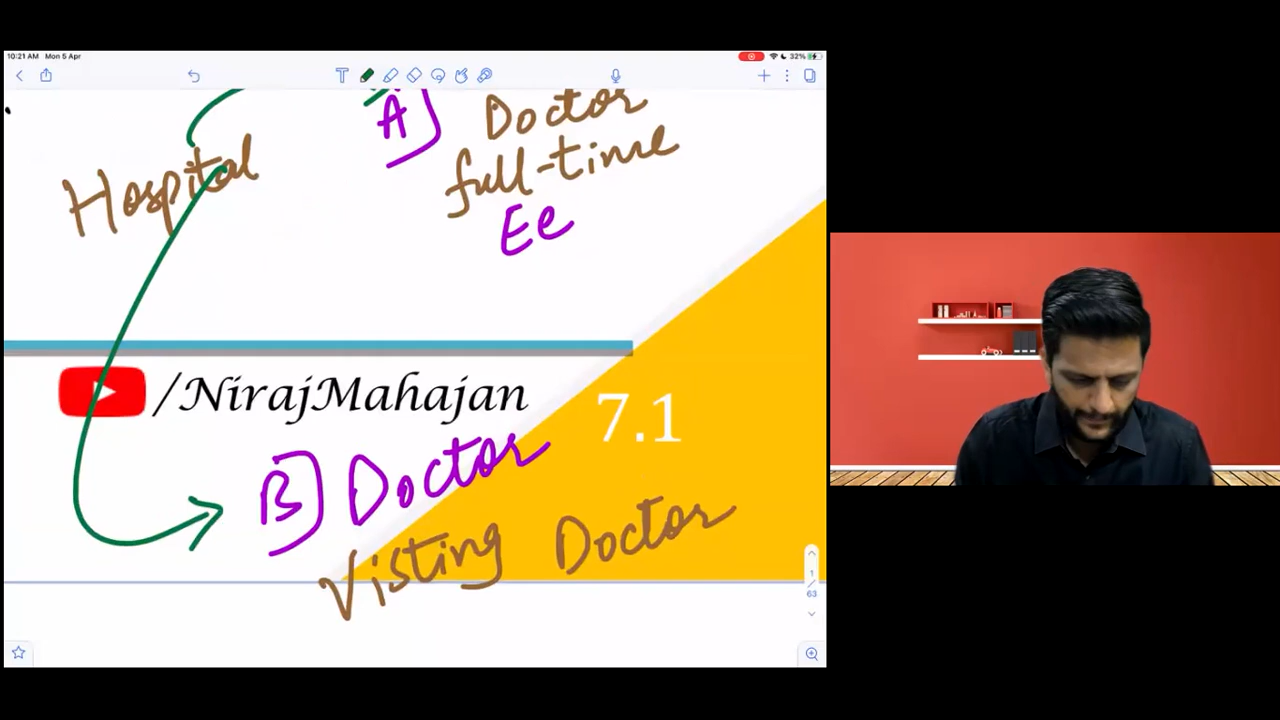 10:21 AM Mon 5 Apr
32%
A] Doctor
full-time
Ee
Hospital
/NirajMahajan
7.1
B] Doctor
Visting Doctor
1
/
63